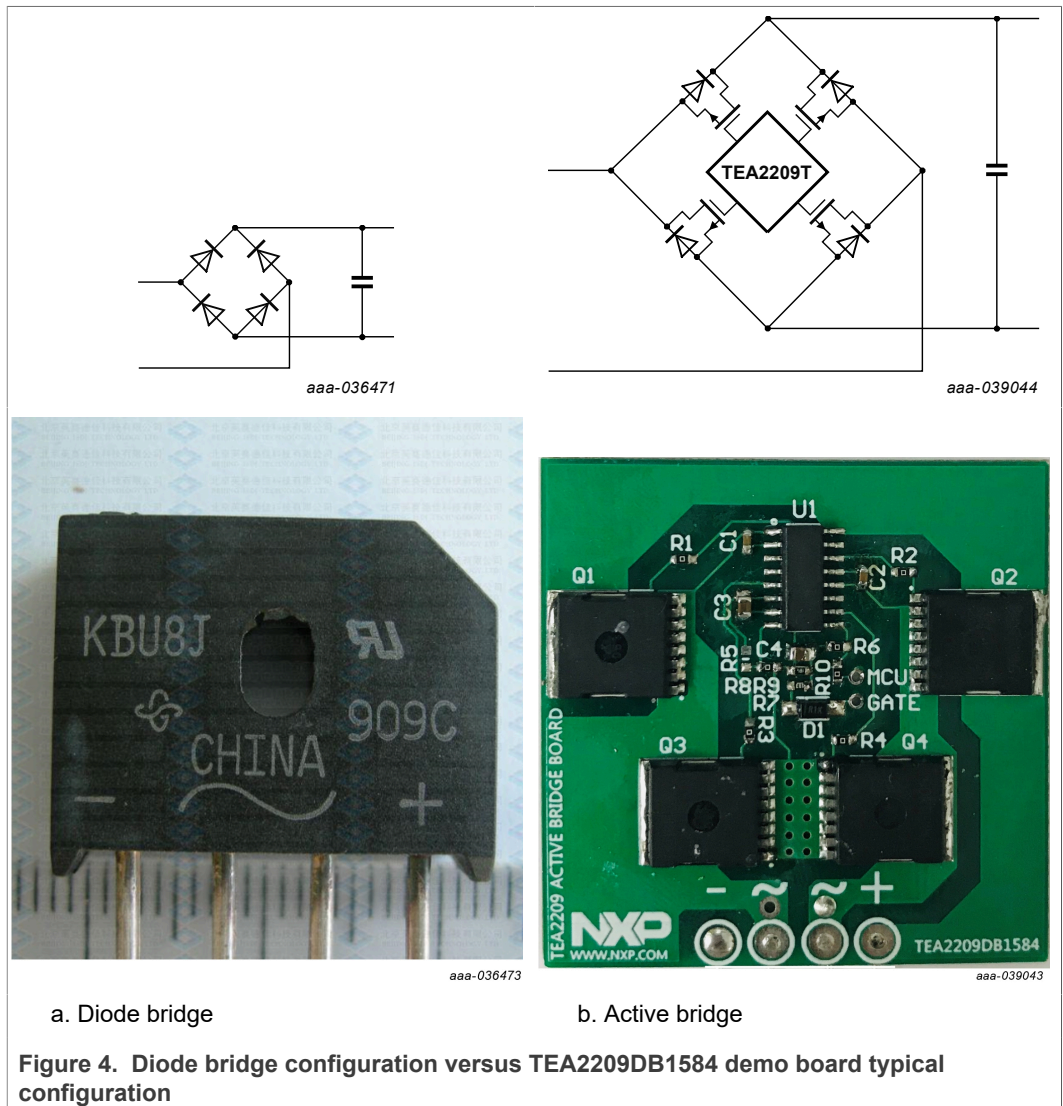 TEA2209T
aaa-036471
aaa-039044
KBU8J
909C
CHINA
- +
aaa-036473
U1
R1
C1
R2
C2
Q1
Q2
C3
R5
C4
R6
R8
R9
R10
MCU
GATE
R7
D1
R3
R4
Q3
Q4
TEA2209 ACTIVE BRIDGE BOARD
- ~ ~ +
NXP
WWW.NXP.COM
TEA2209DB1584
aaa-039043
a. Diode bridge
b. Active bridge
Figure 4. Diode bridge configuration versus TEA2209DB1584 demo board typical
configuration